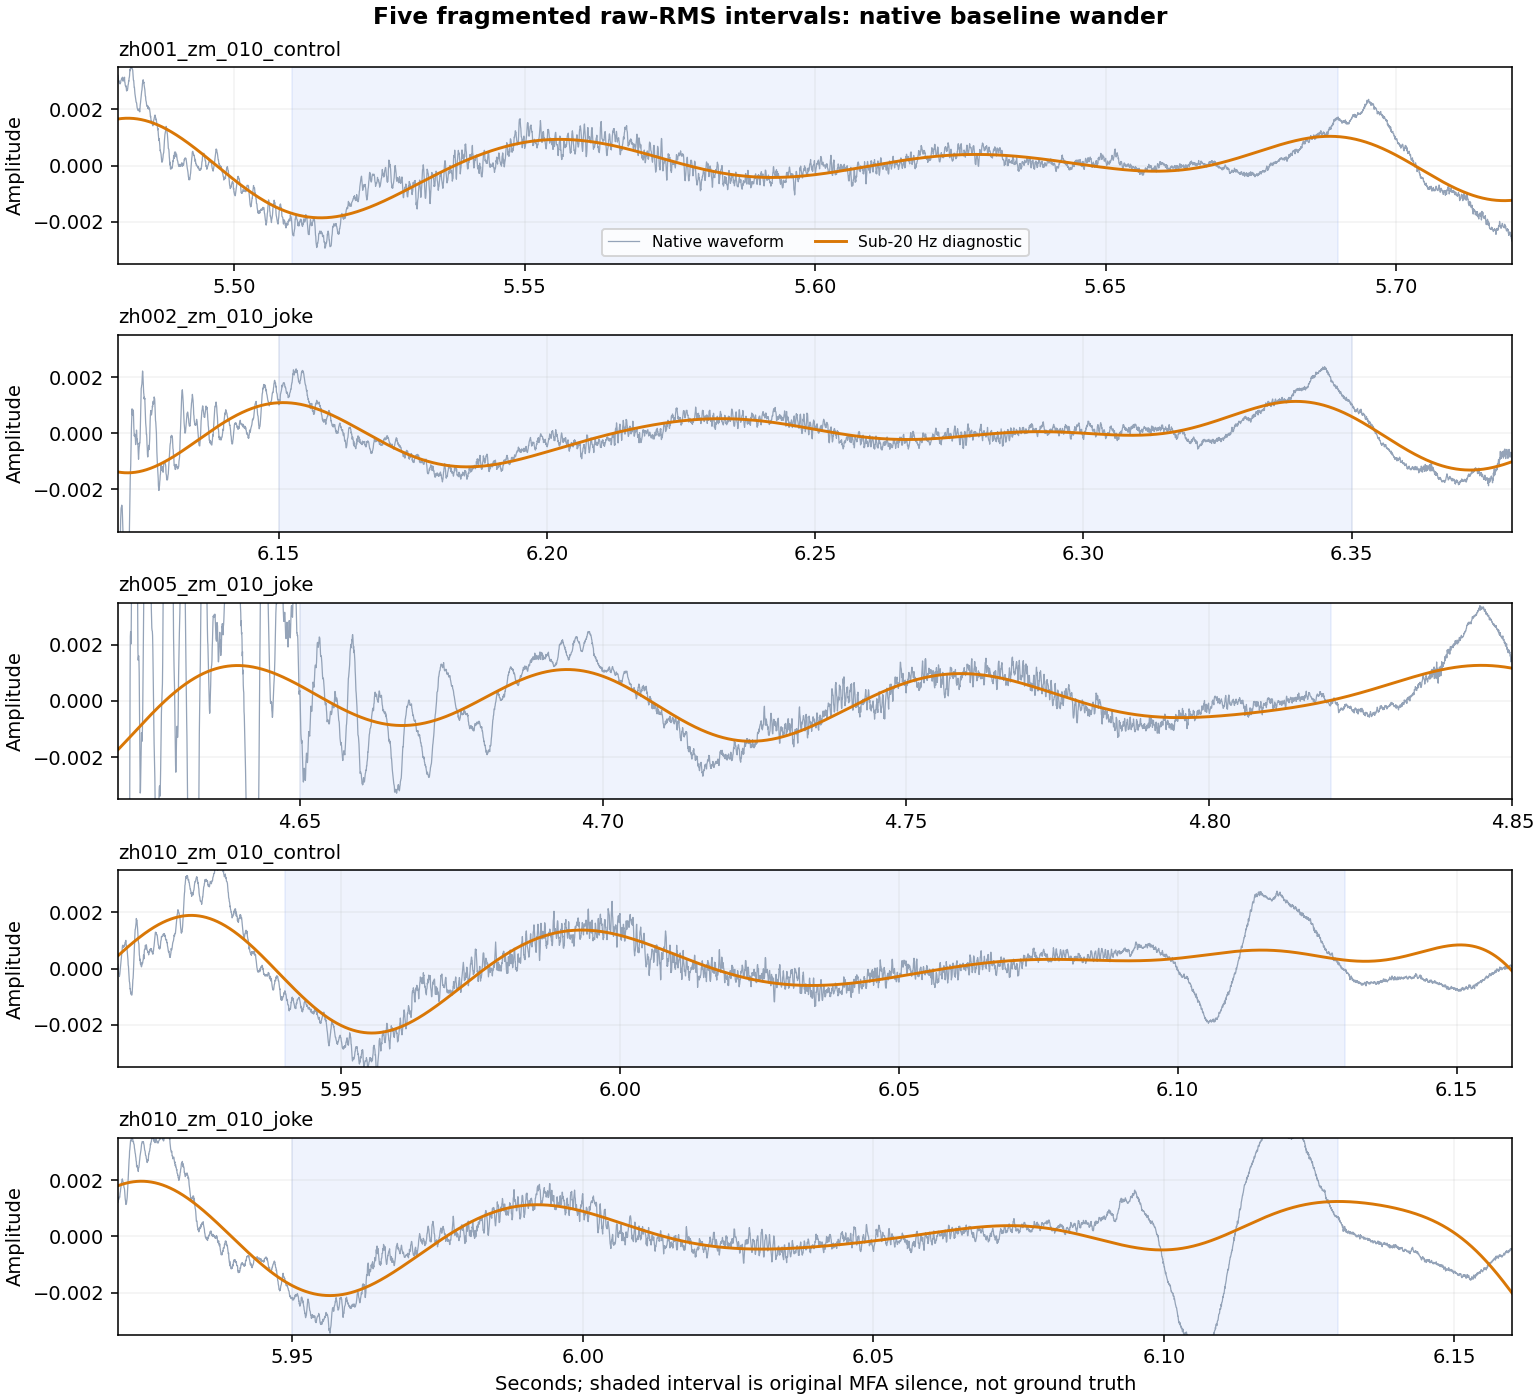 Five fragmented raw-RMS intervals: native baseline wander
zh001_zm_010_control
Amplitude
0.002
0.000
−0.002
Native waveform
Sub-20 Hz diagnostic
5.50 5.55 5.60 5.65 5.70
zh002_zm_010_joke
Amplitude
0.002
0.000
−0.002
6.15 6.20 6.25 6.30 6.35
zh005_zm_010_joke
Amplitude
0.002
0.000
−0.002
4.65 4.70 4.75 4.80 4.85
zh010_zm_010_control
Amplitude
0.002
0.000
−0.002
5.95 6.00 6.05 6.10 6.15
zh010_zm_010_joke
Amplitude
0.002
0.000
−0.002
5.95 6.00 6.05 6.10 6.15
Seconds; shaded interval is original MFA silence, not ground truth